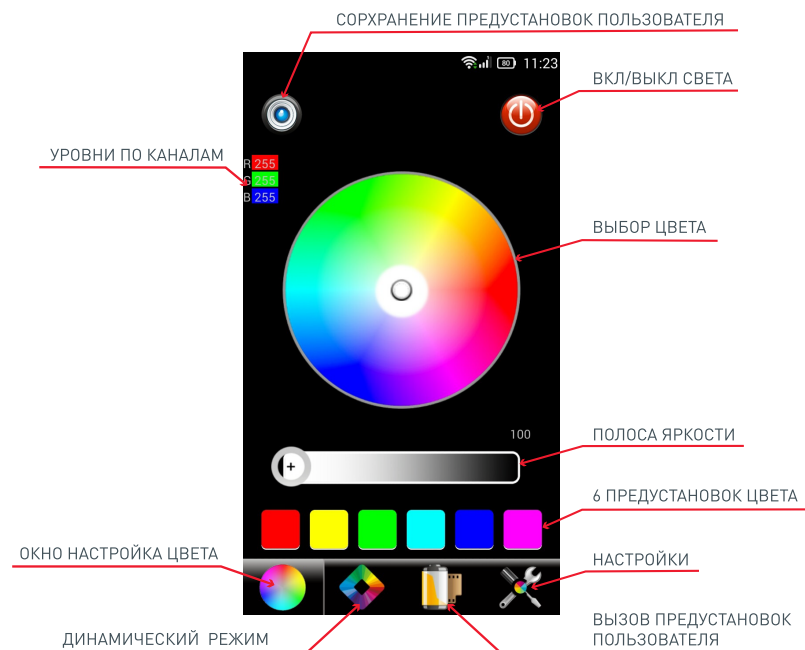 СОРХРАНЕНИЕ ПРЕДУСТАНОВОК ПОЛЬЗОВАТЕЛЯ
80 11:23
ВКЛ/ВЫКЛ СВЕТА
УРОВНИ ПО КАНАЛАМ
R 255
G 255
B 255
ВЫБОР ЦВЕТА
100
ПОЛОСА ЯРКОСТИ
6 ПРЕДУСТАНОВОК ЦВЕТА
ОКНО НАСТРОЙКА ЦВЕТА
НАСТРОЙКИ
ДИНАМИЧЕСКИЙ РЕЖИМ
ВЫЗОВ ПРЕДУСТАНОВОК
ПОЛЬЗОВАТЕЛЯ